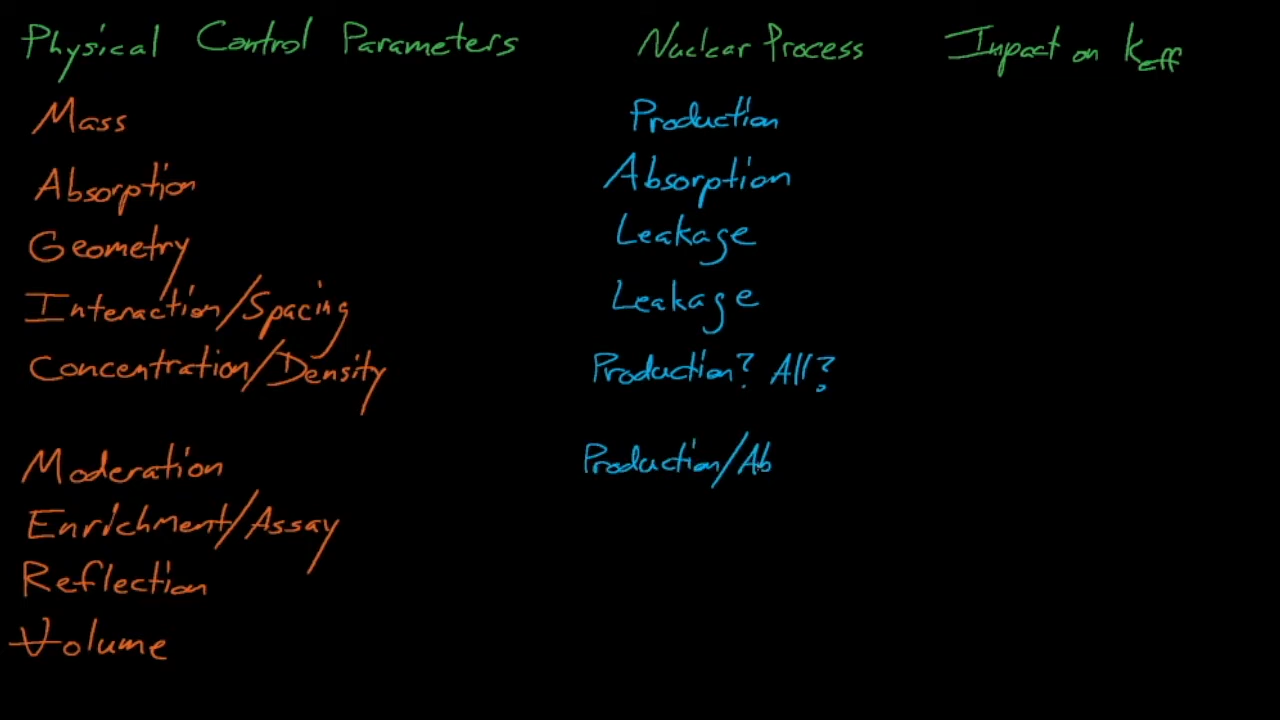 Physical Control Parameters Nuclear Process Impact on Keff
Mass Production
Absorption Absorption
Geometry Leakage
Interaction/Spacing Leakage
Concentration/Density Production? All?
Moderation Production/Ab
Enrichment/Assay
Reflection
Volume